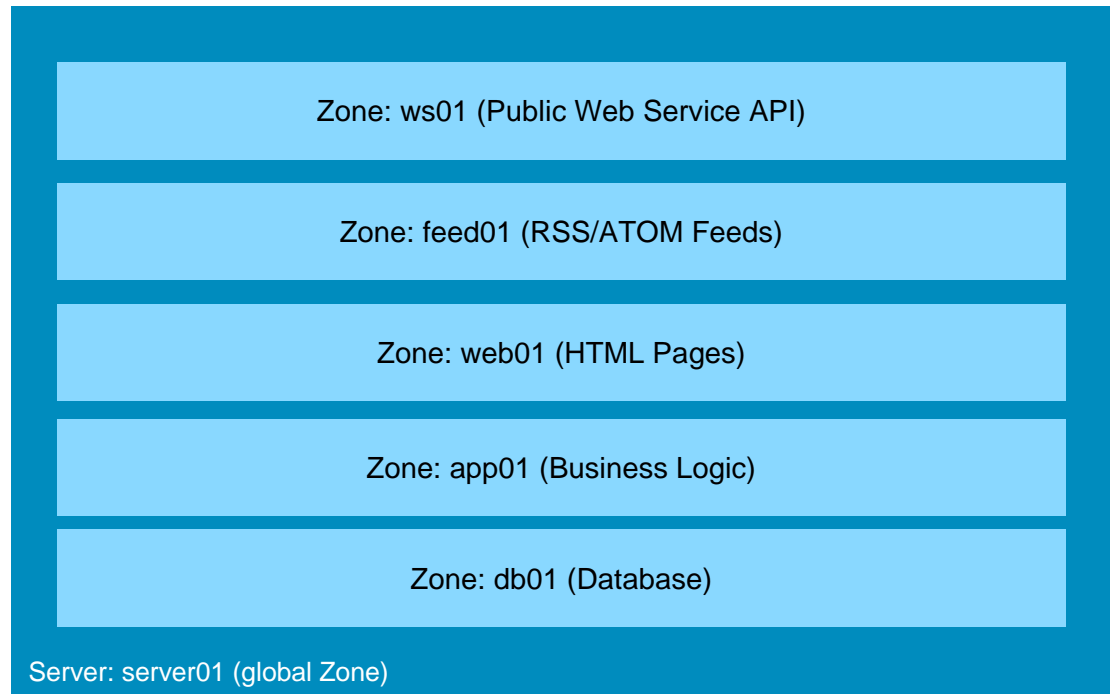 Zone: ws01 (Public Web Service API)
Zone: feed01 (RSS/ATOM Feeds)
Zone: web01 (HTML Pages)
Zone: app01 (Business Logic)
Zone: db01 (Database)
Server: server01 (global Zone)